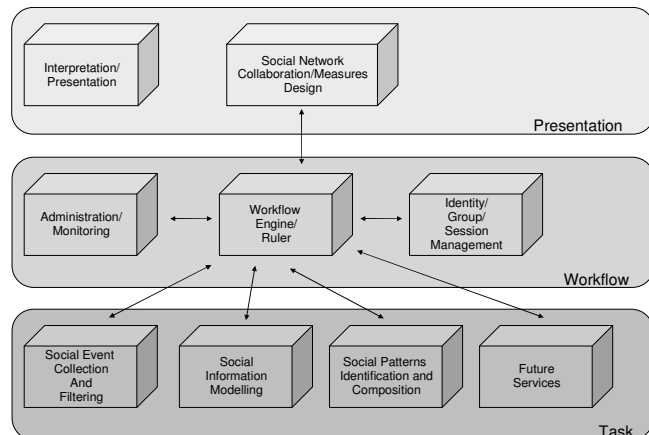 Interpretation/
Presentation
Social Network
Collaboration/Measures
Design
Presentation
Administration/
Monitoring
Workflow
Engine/
Ruler
Identity/
Group/
Session
Management
Workflow
Social Event
Collection
And
Filtering
Social
Information
Modelling
Social Patterns
Identification and
Composition
Future
Services
Task